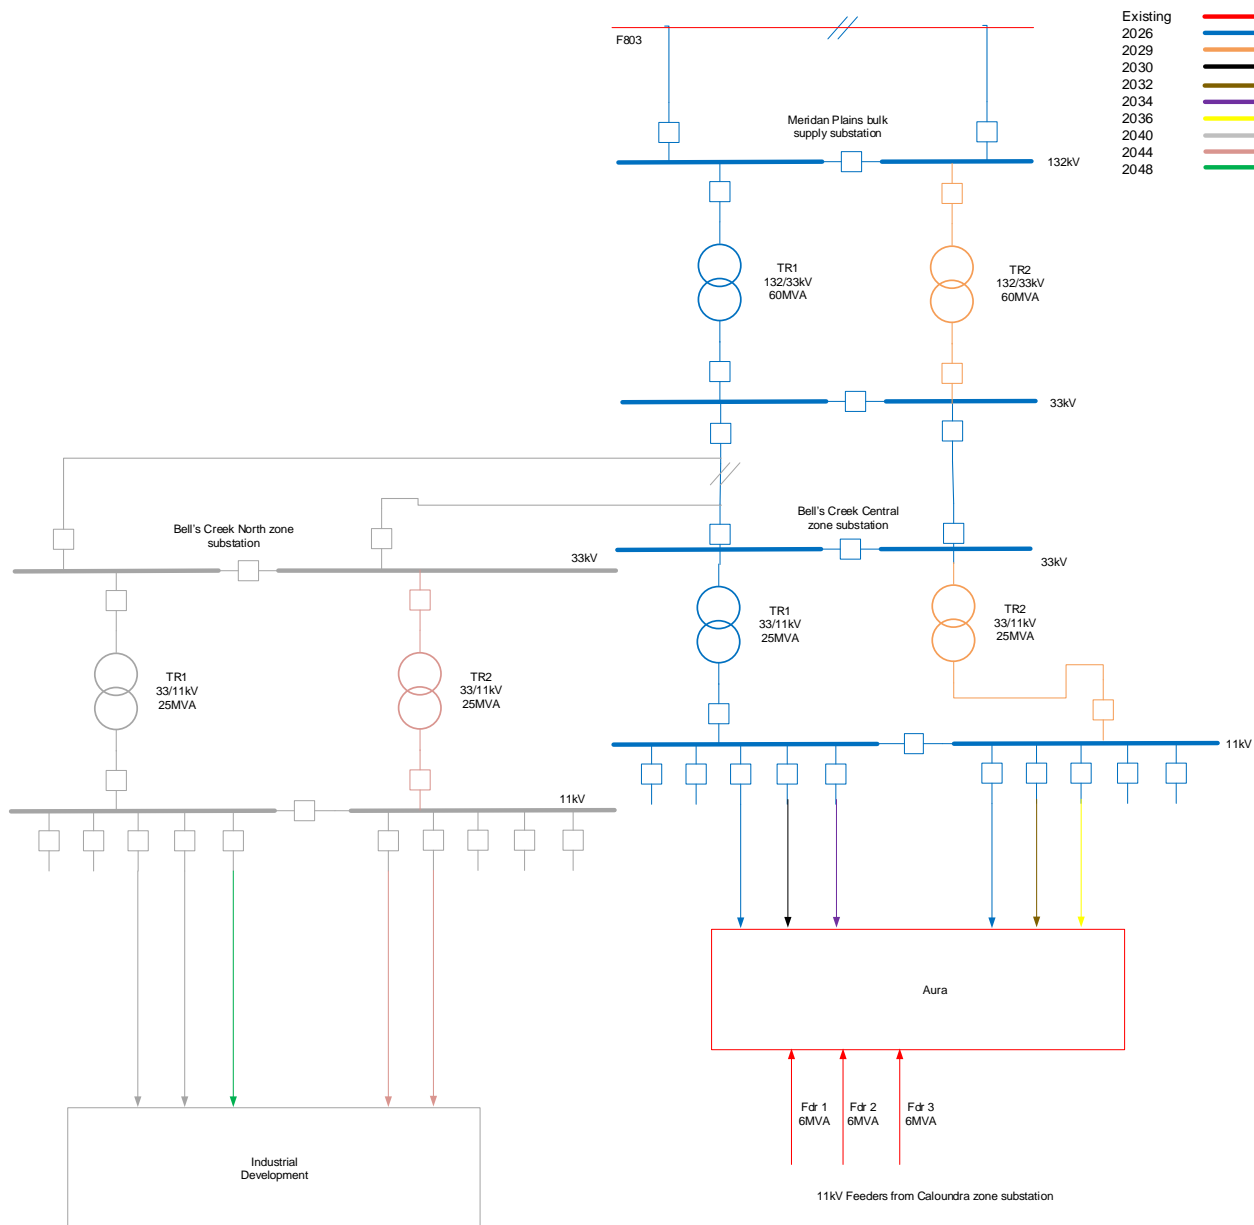 Existing
2026
2029
2030
2032
2034
2036
2040
2044
2048
F803
Meridan Plains bulk
supply substation
132kV
TR1
132/33kV
60MVA
TR2
132/33kV
60MVA
33kV
Bell's Creek North zone
substation
Bell's Creek Central
zone substation
33kV
33kV
TR1
33/11kV
25MVA
TR2
33/11kV
25MVA
TR1
33/11kV
25MVA
TR2
33/11kV
25MVA
11kV
11kV
Aura
Fdr 1
6MVA
Fdr 2
6MVA
Fdr 3
6MVA
Industrial
Development
11kV Feeders from Caloundra zone substation